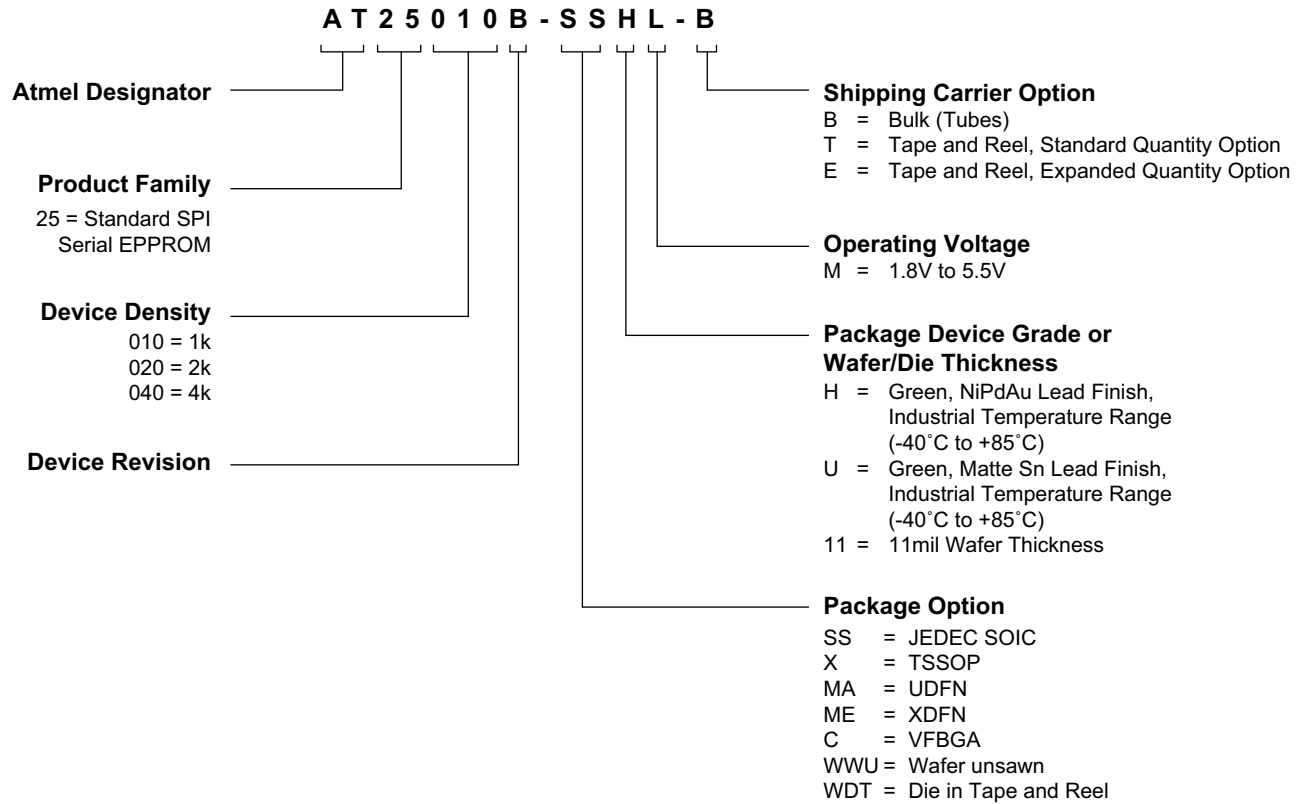 AT25010B-SSHL-B
Atmel Designator
Product Family
25 = Standard SPI
Serial EPPROM
Device Density
010 = 1k
020 = 2k
040 = 4k
Device Revision
Shipping Carrier Option
B = Bulk (Tubes)
T = Tape and Reel, Standard Quantity Option
E = Tape and Reel, Expanded Quantity Option
Operating Voltage
M = 1.8V to 5.5V
Package Device Grade or
Wafer/Die Thickness
H = Green, NiPdAu Lead Finish,
Industrial Temperature Range
(-40˚C to +85˚C)
U = Green, Matte Sn Lead Finish,
Industrial Temperature Range
(-40˚C to +85˚C)
11 = 11mil Wafer Thickness
Package Option
SS = JEDEC SOIC
X = TSSOP
MA = UDFN
ME = XDFN
C = VFBGA
WWU = Wafer unsawn
WDT = Die in Tape and Reel